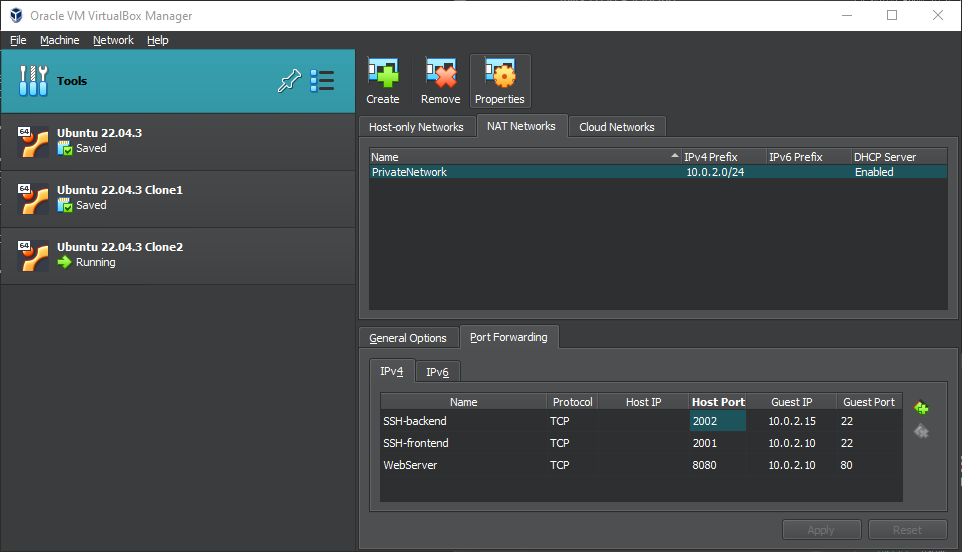 Oracle VM VirtualBox Manager
File Machine Network Help
Tools
64
Ubuntu 22.04.3
Saved
64
Ubuntu 22.04.3 Clone1
Saved
64
Ubuntu 22.04.3 Clone2
Running
Create Remove Properties
Host-only Networks NAT Networks Cloud Networks
Name IPv4 Prefix IPv6 Prefix DHCP Server
PrivateNetwork 10.0.2.0/24 Enabled
General Options Port Forwarding
IPv4 IPv6
Name Protocol Host IP Host Port Guest IP Guest Port
SSH-backend TCP 2002 10.0.2.15 22
SSH-frontend TCP 2001 10.0.2.10 22
WebServer TCP 8080 10.0.2.10 80
Apply Reset